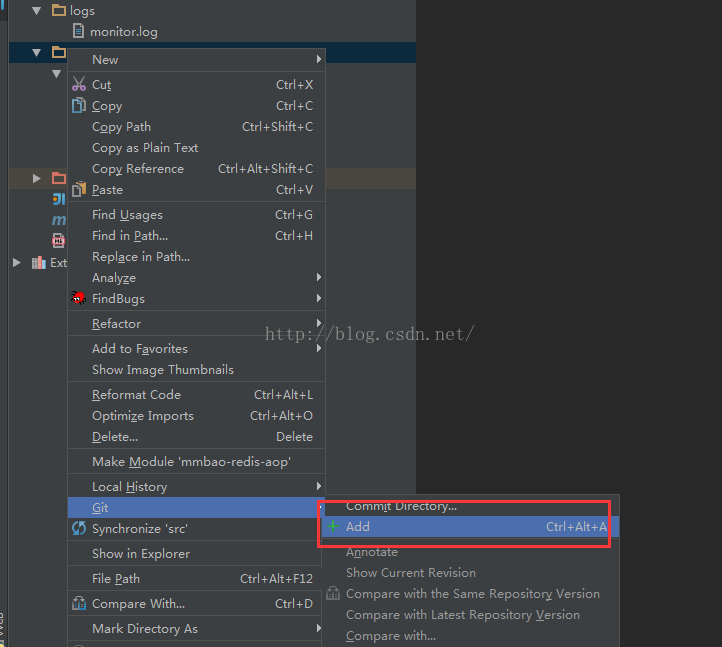 logs
monitor.log
New
Cut Ctrl+X
Copy Ctrl+C
Copy Path Ctrl+Shift+C
Copy as Plain Text
Copy Reference Ctrl+Alt+Shift+C
Paste Ctrl+V
Find Usages Ctrl+G
Find in Path... Ctrl+H
Replace in Path...
Analyze
Ext
FindBugs
Refactor
http://blog.csdn.net/
Add to Favorites
Show Image Thumbnails
Reformat Code Ctrl+Alt+L
Optimize Imports Ctrl+Alt+O
Delete... Delete
Make Module 'mmbao-redis-aop'
Local History
Git
Synchronize 'src'
Show in Explorer
File Path Ctrl+Alt+F12
Compare With... Ctrl+D
Mark Directory As
Commit Directory...
Add Ctrl+Alt+A
Annotate
Show Current Revision
Compare with the Same Repository Version
Compare with Latest Repository Version
Compare with...